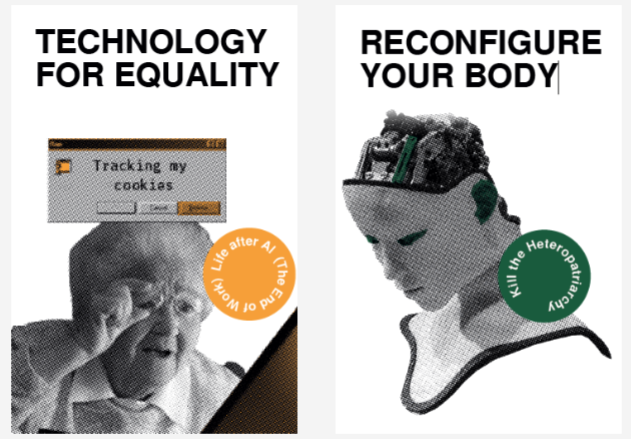 TECHNOLOGY
FOR EQUALITY
Tracking my
cookies
Cancel
Life after AI (The End of Work)
RECONFIGURE
YOUR BODY
Kill the Heteropatriarchy